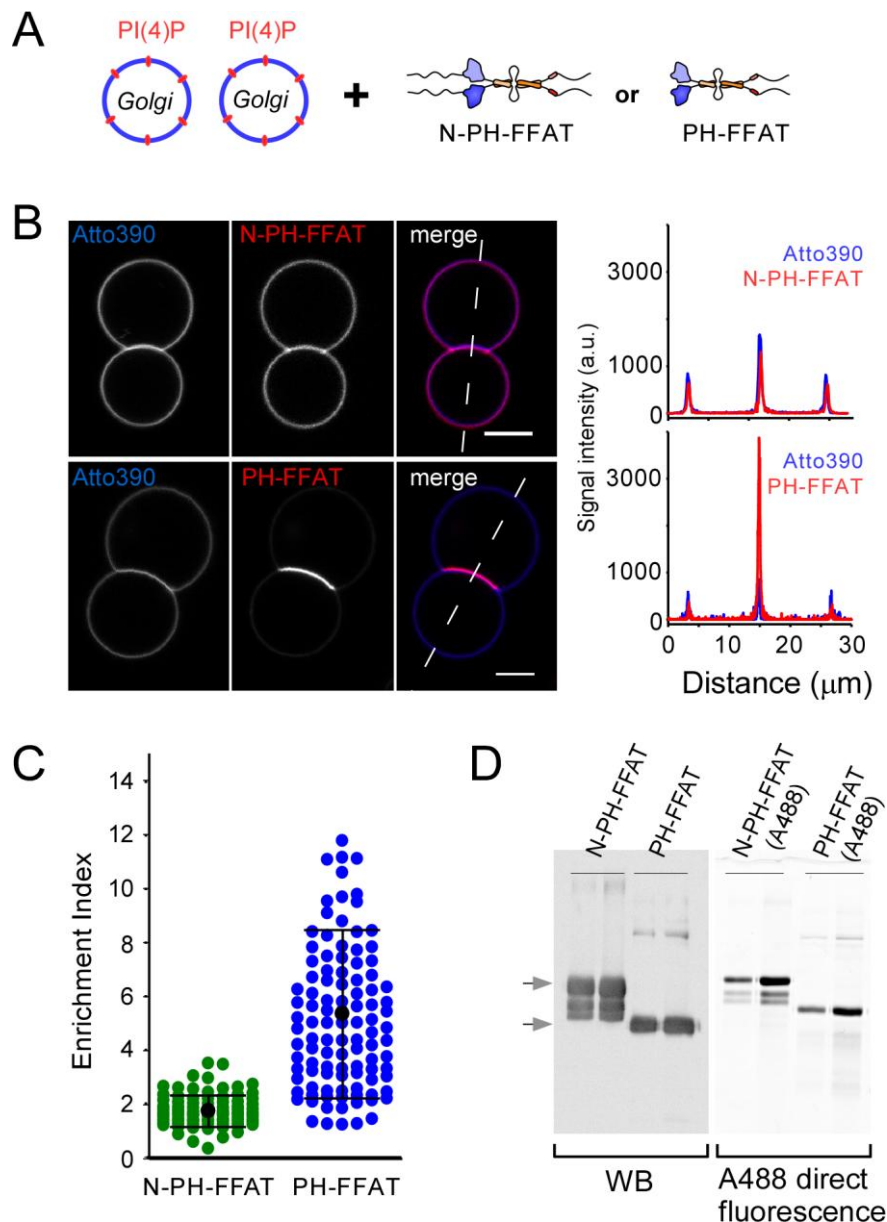 A
PI(4)P PI(4)P
Golgi Golgi + N-PH-FFAT or PH-FFAT
B
Atto390 N-PH-FFAT merge
Atto390 PH-FFAT merge
Signal intensity (a.u.)
3000
1000
0
Atto390
N-PH-FFAT
3000
1000
0
Atto390
PH-FFAT
0 10 20 30
Distance (μm)
C
Enrichment Index
14
12
10
8
6
4
2
0
N-PH-FFAT PH-FFAT
D
N-PH-FFAT
PH-FFAT
N-PH-FFAT
(A488)
PH-FFAT
(A488)
WB
A488 direct
fluorescence